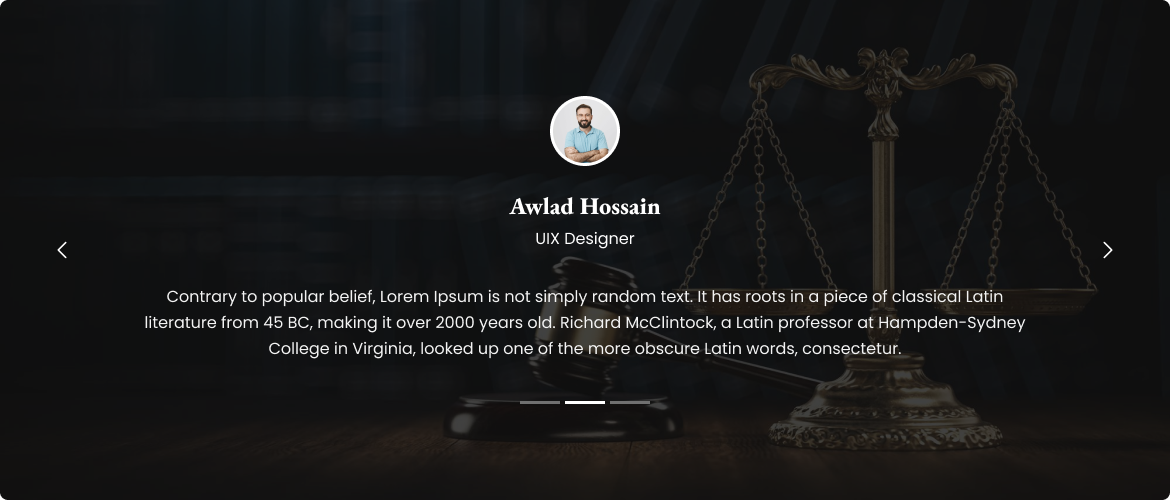 Awlad Hossain
UIX Designer
Contrary to popular belief, Lorem Ipsum is not simply random text. It has roots in a piece of classical Latin
literature from 45 BC, making it over 2000 years old. Richard McClintock, a Latin professor at Hampden-Sydney
College in Virginia, looked up one of the more obscure Latin words, consectetur.